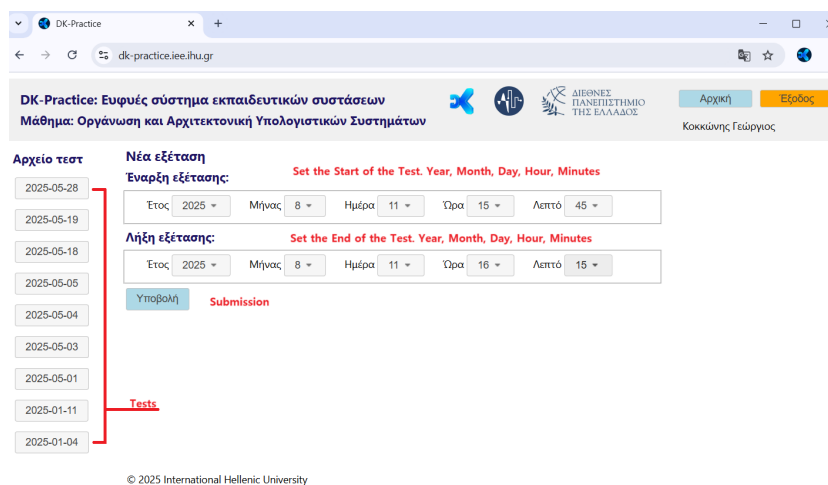 DK-Practice
dk-practice.iee.ihu.gr
DK-Practice: Ευφυές σύστημα εκπαιδευτικών συστάσεων
Μάθημα: Οργάνωση και Αρχιτεκτονική Υπολογιστικών Συστημάτων
ΔΙΕΘΝΕΣ
ΠΑΝΕΠΙΣΤΗΜΙΟ
ΤΗΣ ΕΛΛΑΔΟΣ
Αρχική
Έξοδος
Κοκκώνης Γεώργιος
Αρχείο τεστ
2025-05-28
2025-05-19
2025-05-18
2025-05-05
2025-05-04
2025-05-03
2025-05-01
2025-01-11
2025-01-04
Tests
Νέα εξέταση
Έναρξη εξέτασης:
Set the Start of the Test. Year, Month, Day, Hour, Minutes
Έτος 2025 Μήνας 8 Ημέρα 11 Ώρα 15 Λεπτό 45
Λήξη εξέτασης:
Set the End of the Test. Year, Month, Day, Hour, Minutes
Έτος 2025 Μήνας 8 Ημέρα 11 Ώρα 16 Λεπτό 15
Υποβολή
Submission
© 2025 International Hellenic University